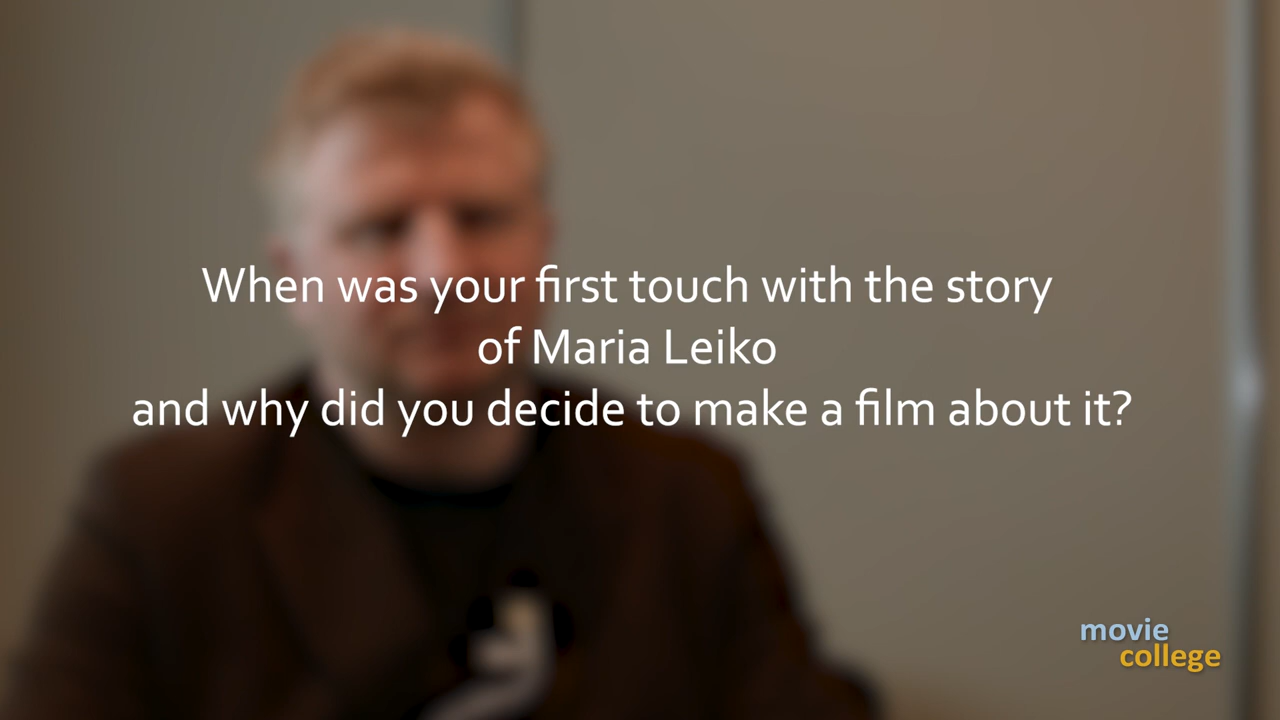 When was your first touch with the story
of Maria Leiko
and why did you decide to make a film about it?
movie
college